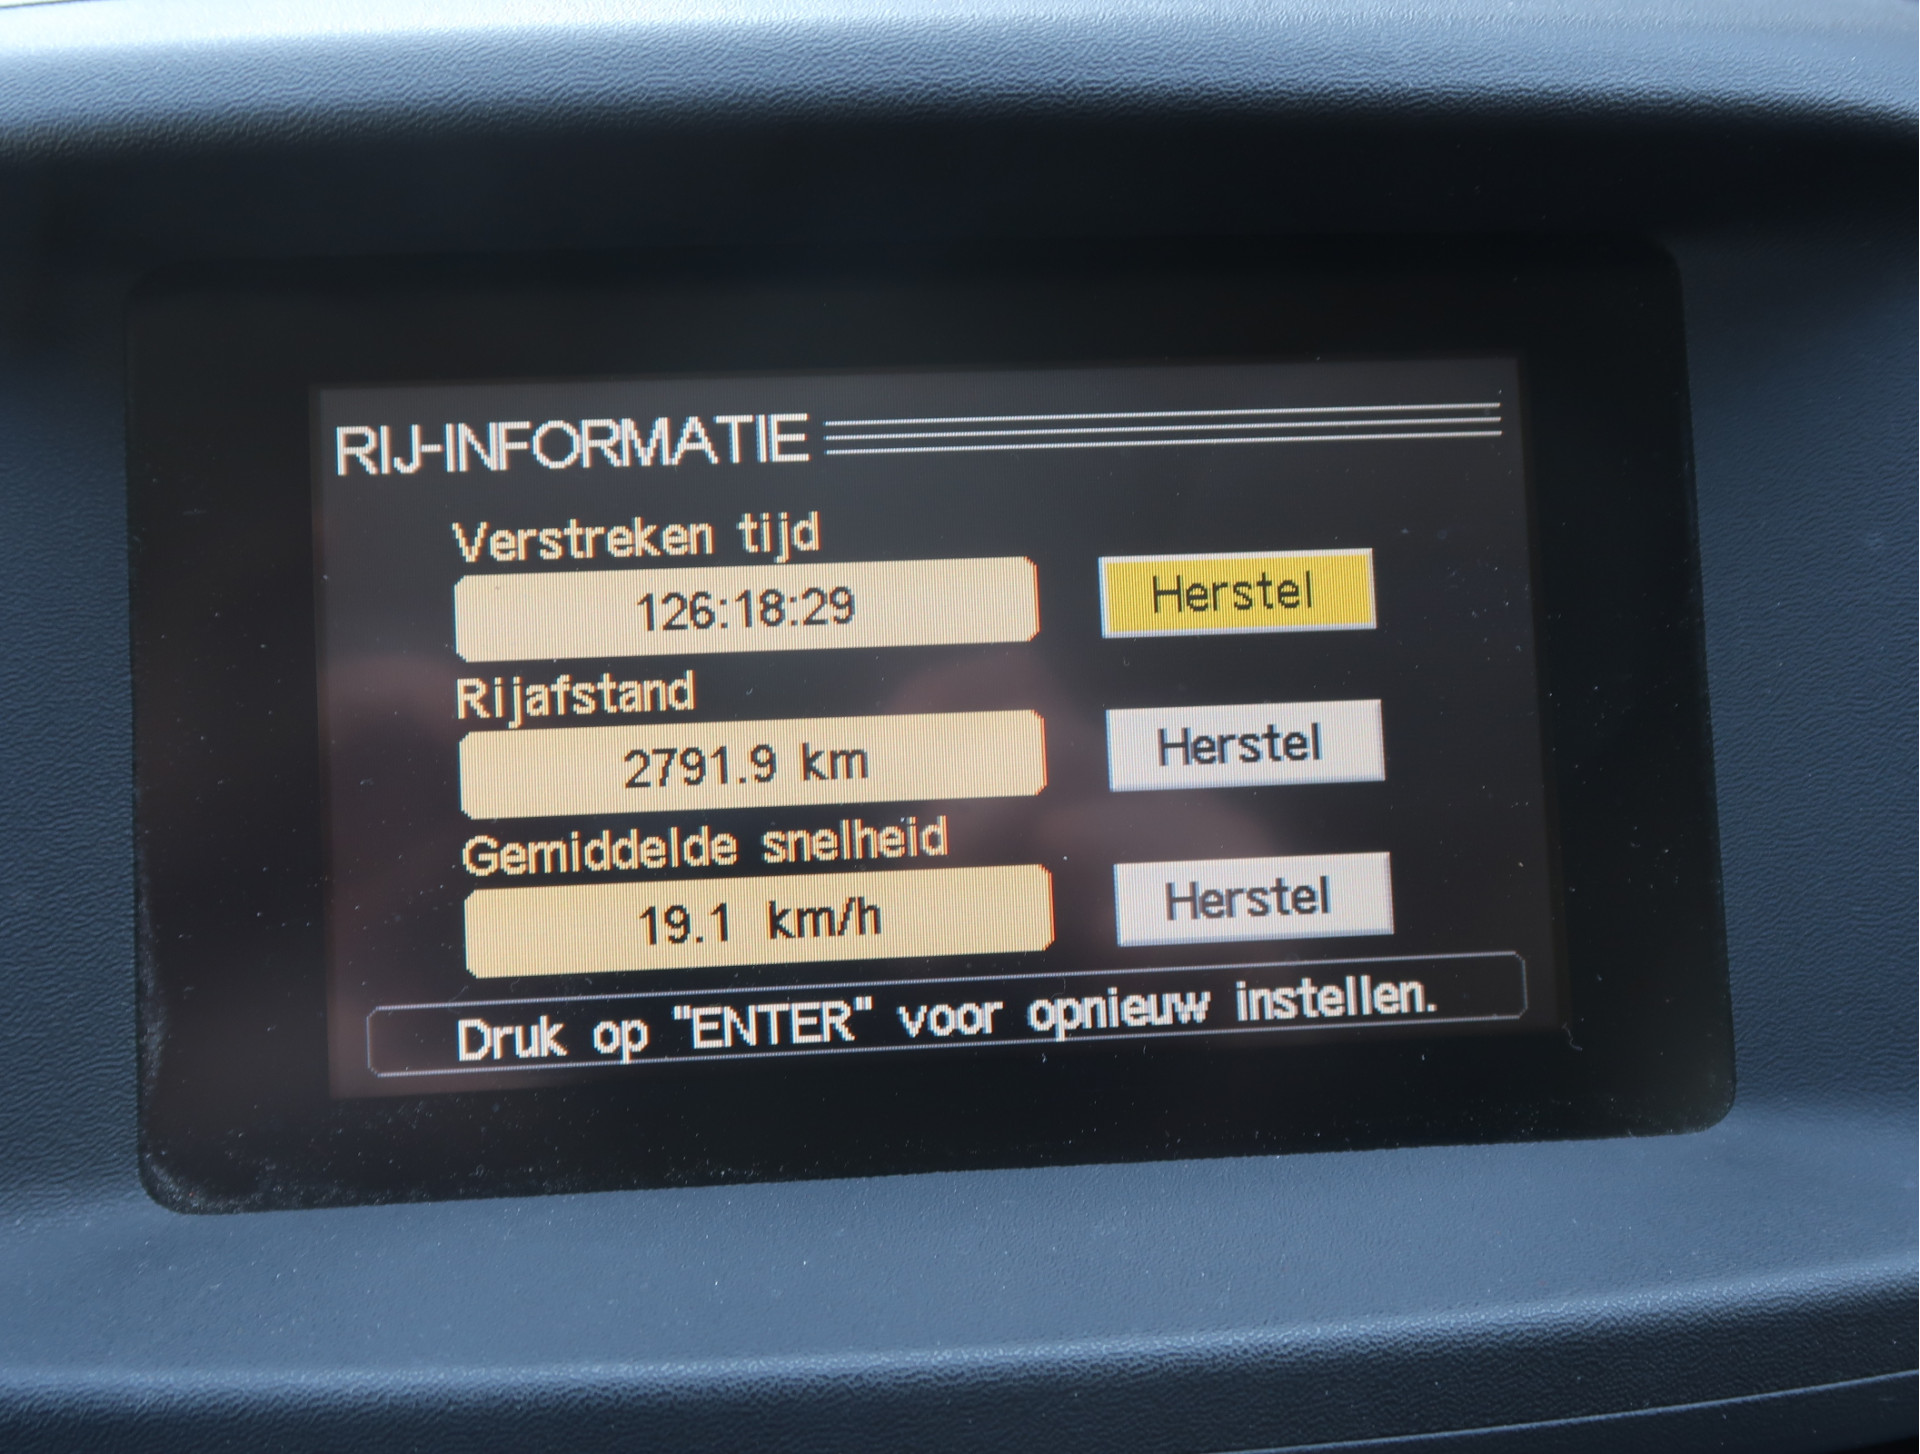 RIJ-INFORMATIE
Verstreken tijd
126:18:29 Herstel
Rijafstand
2791.9 km Herstel
Gemiddelde snelheid
19.1 km/h Herstel
Druk op "ENTER" voor opnieuw instellen.